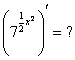 (7^{\frac{1}{2}x^2})' = ?